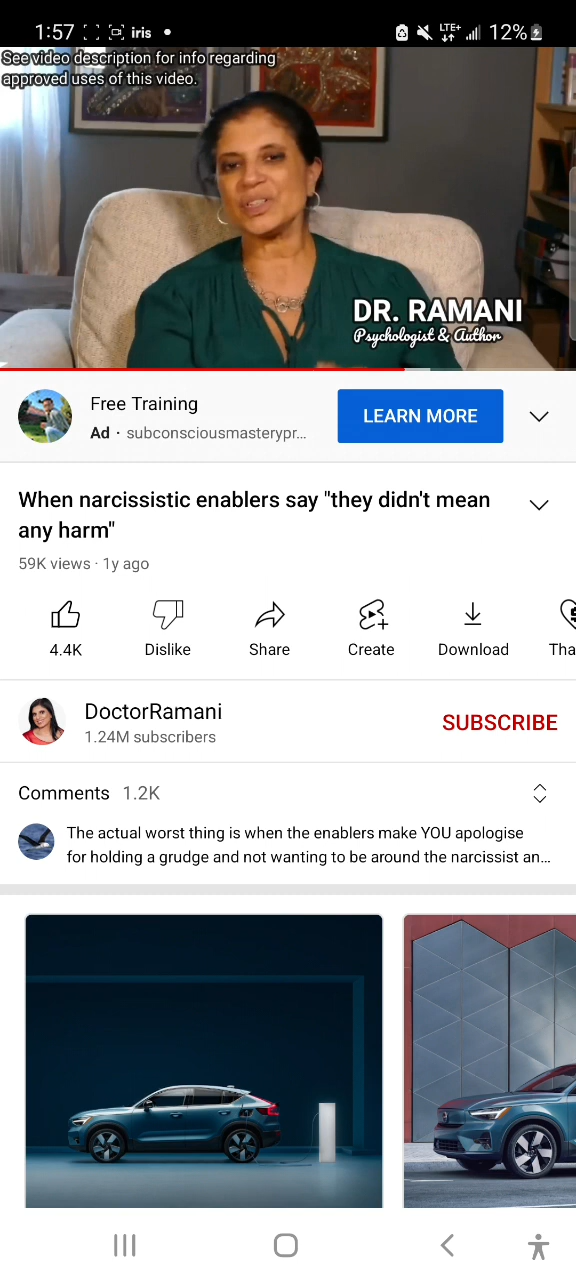 1:57 iris LTE+ 12%
See video description for info regarding
approved uses of this video.
DR. RAMANI
Psychologist & Author
Free Training
Ad · subconsciousmasterypr...
LEARN MORE
When narcissistic enablers say "they didn't mean
any harm"
59K views · 1y ago
4.4K Dislike Share Create Download Tha
DoctorRamani
1.24M subscribers
SUBSCRIBE
Comments 1.2K
The actual worst thing is when the enablers make YOU apologise
for holding a grudge and not wanting to be around the narcissist an...